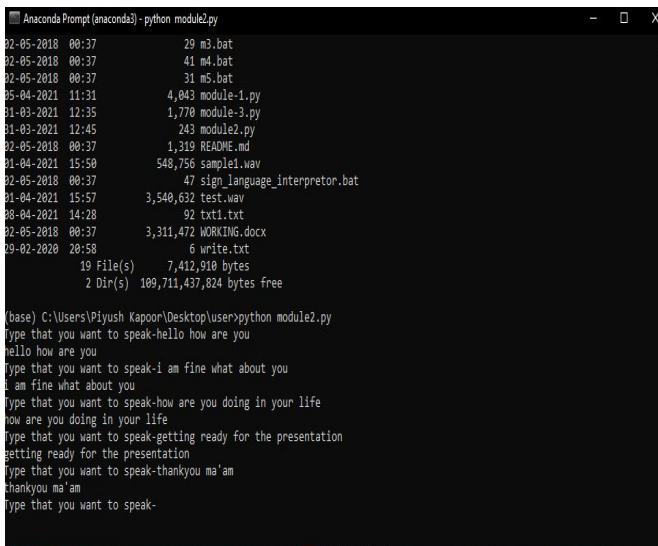 Anaconda Prompt (anaconda3) - python module2.py
02-05-2018 00:37 29 m3.bat
02-05-2018 00:37 41 m4.bat
02-05-2018 00:37 31 m5.bat
05-04-2021 11:31 4,043 module-1.py
31-03-2021 12:35 1,770 module-3.py
31-03-2021 12:45 243 module2.py
02-05-2018 00:37 1,319 README.md
01-04-2021 15:50 548,756 sample1.wav
02-05-2018 00:37 47 sign_language_interpretor.bat
01-04-2021 15:57 3,540,632 test.wav
08-04-2021 14:28 92 txt1.txt
02-05-2018 00:37 3,311,472 WORKING.docx
29-02-2020 20:58 6 write.txt
19 File(s) 7,412,910 bytes
2 Dir(s) 109,711,437,824 bytes free
(base) C:\Users\Piyush Kapoor\Desktop\user>python module2.py
Type that you want to speak-hello how are you
hello how are you
Type that you want to speak-i am fine what about you
i am fine what about you
Type that you want to speak-how are you doing in your life
how are you doing in your life
Type that you want to speak-getting ready for the presentation
getting ready for the presentation
Type that you want to speak-thankyou ma'am
thankyou ma'am
Type that you want to speak-